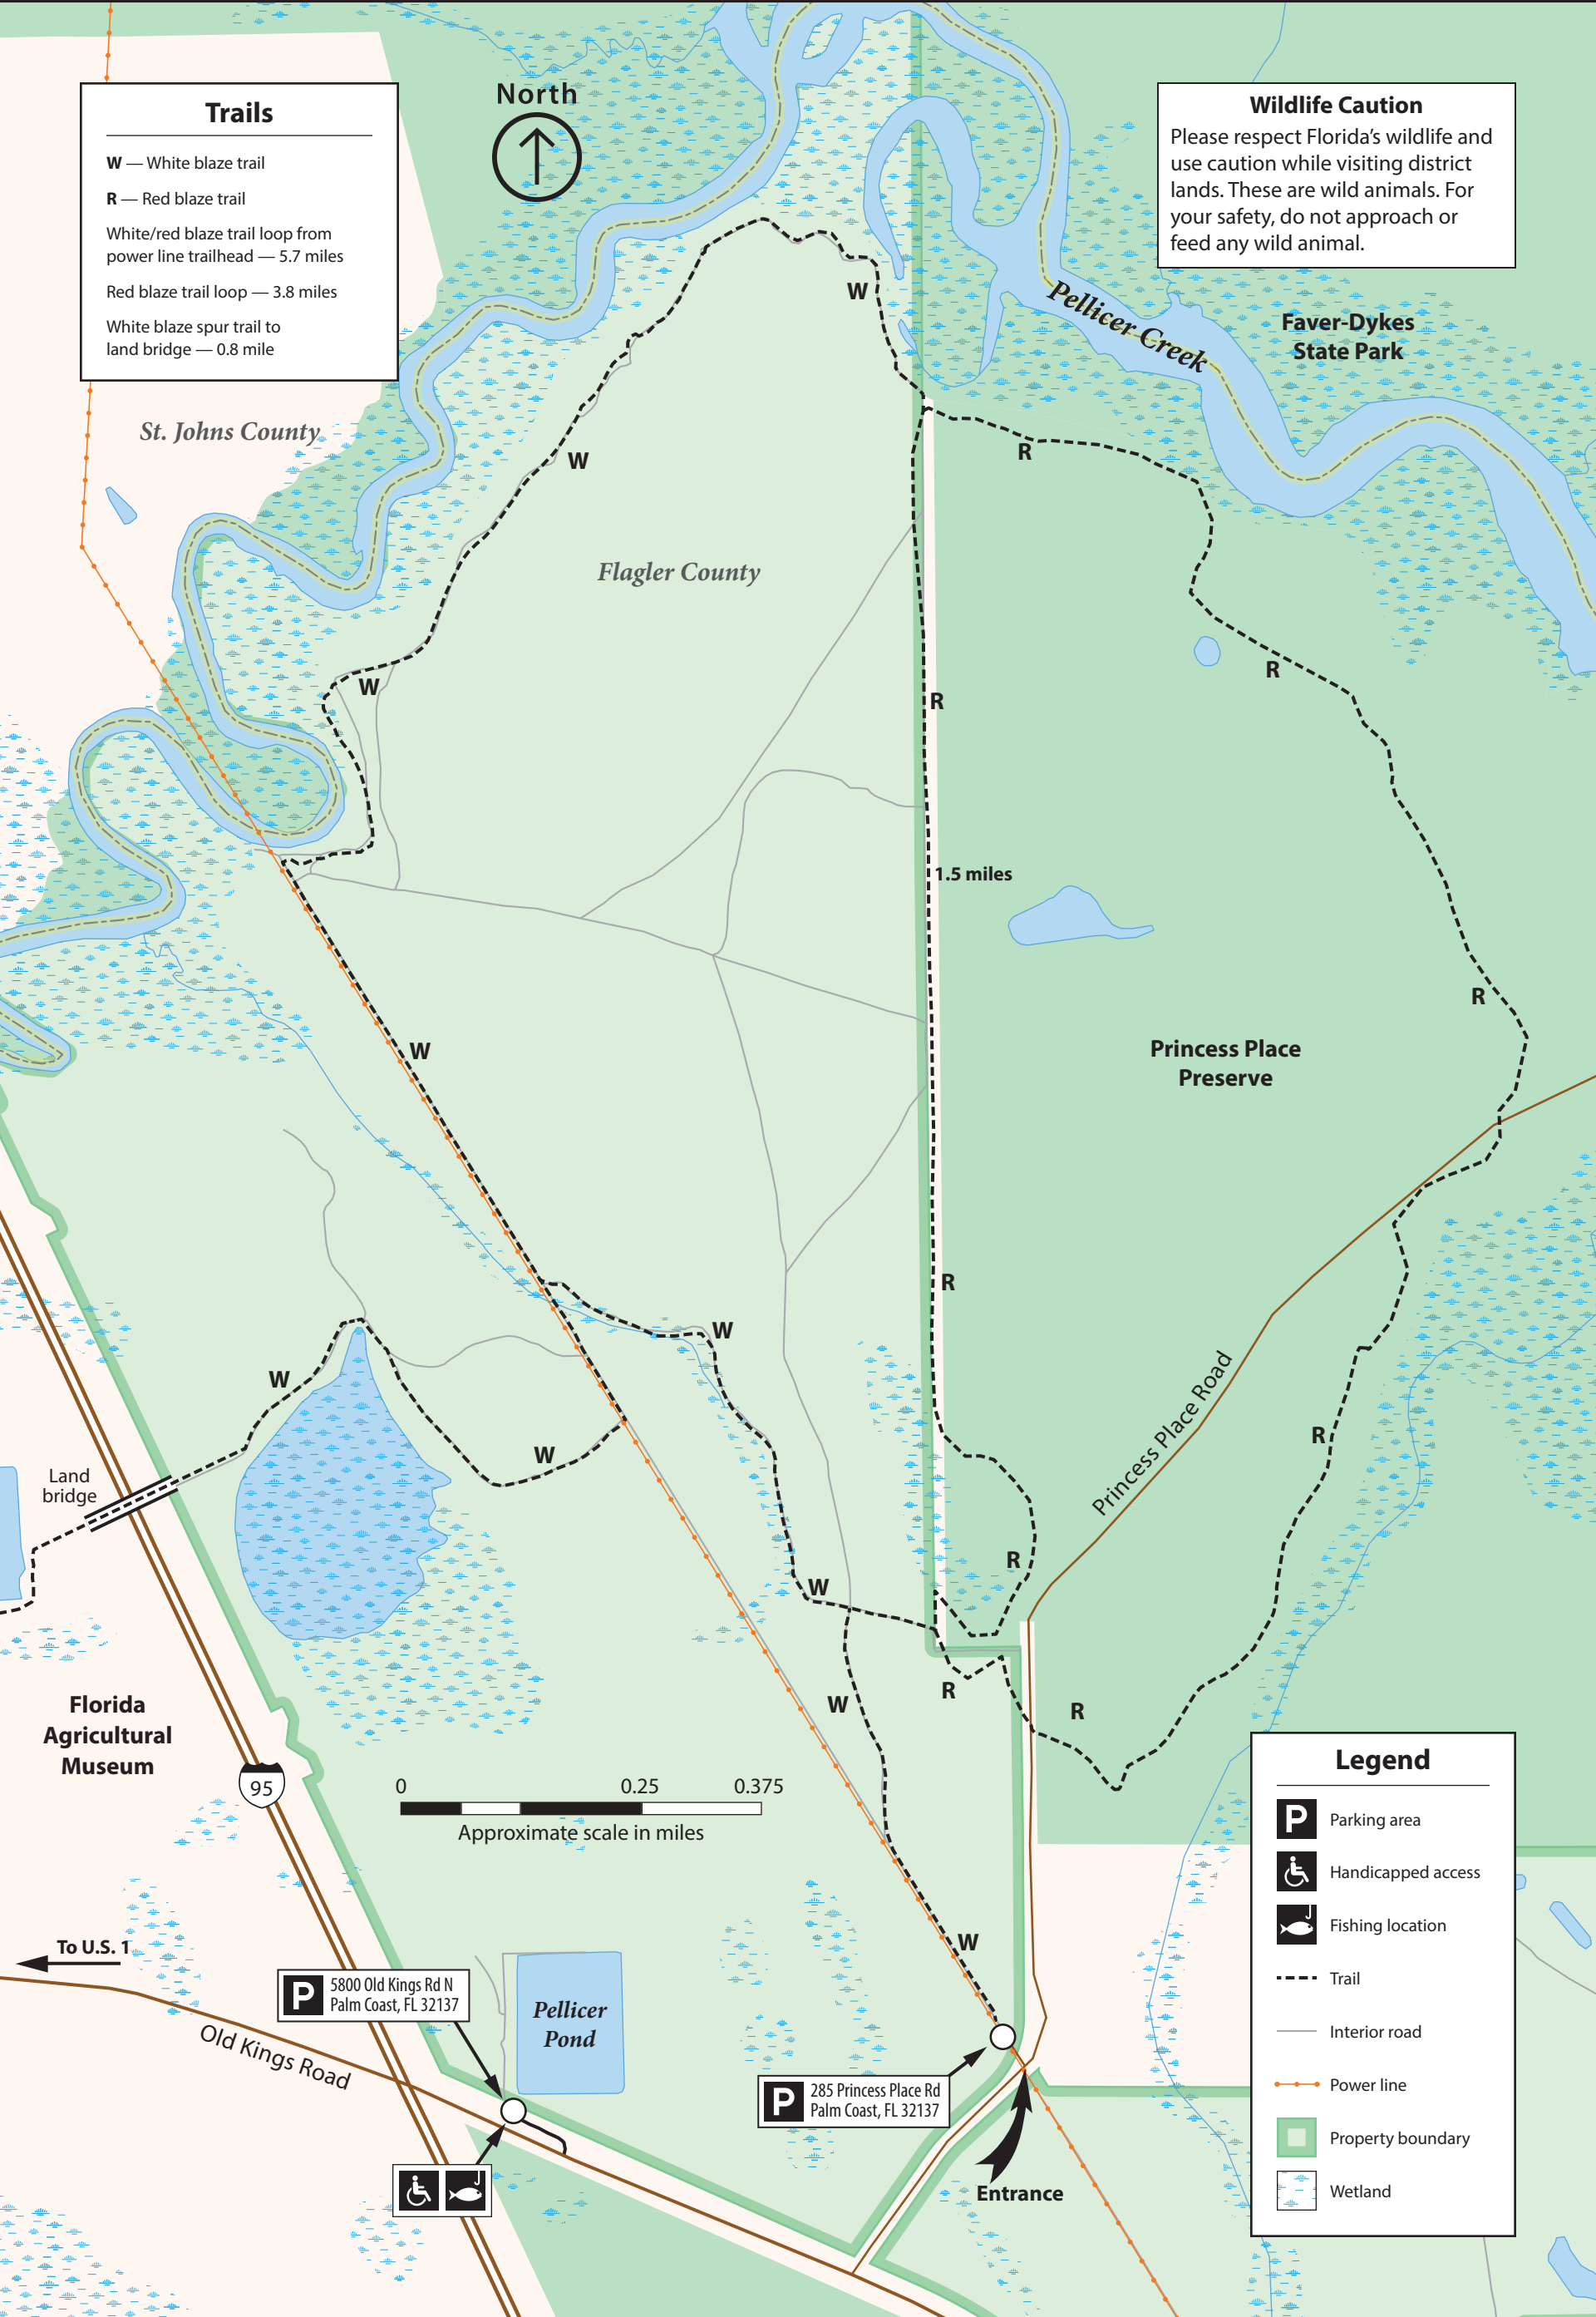 Trails
W — White blaze trail
R — Red blaze trail
White/red blaze trail loop from
power line trailhead — 5.7 miles
Red blaze trail loop — 3.8 miles
White blaze spur trail to
land bridge — 0.8 mile
North
Wildlife Caution
Please respect Florida’s wildlife and
use caution while visiting district
lands. These are wild animals. For
your safety, do not approach or
feed any wild animal.
W
Pellicer Creek
Faver-Dykes
State Park
St. Johns County
R
W
Flagler County
R
W
R
1.5 miles
R
W
Princess Place
Preserve
R
W
W
Princess Place Road
R
W
Land
bridge
R
W
R
W
R
Florida
Agricultural
Museum
95
0
0.25
0.375
Approximate scale in miles
W
To U.S. 1
P
5800 Old Kings Rd N
Palm Coast, FL 32137
Pellicer
Pond
Old Kings Road
P
285 Princess Place Rd
Palm Coast, FL 32137
Entrance
Legend
P
Parking area
Handicapped access
Fishing location
Trail
Interior road
Power line
Property boundary
Wetland